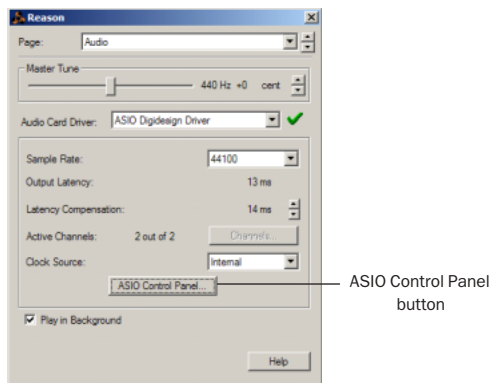 Reason
Page: Audio
Master Tune
440 Hz +0 cent
Audio Card Driver: ASIO Digidesign Driver
Sample Rate: 44100
Output Latency: 13 ms
Latency Compensation: 14 ms
Active Channels: 2 out of 2 Channels...
Clock Source: Internal
ASIO Control Panel...
Play in Background
Help
ASIO Control Panel
button